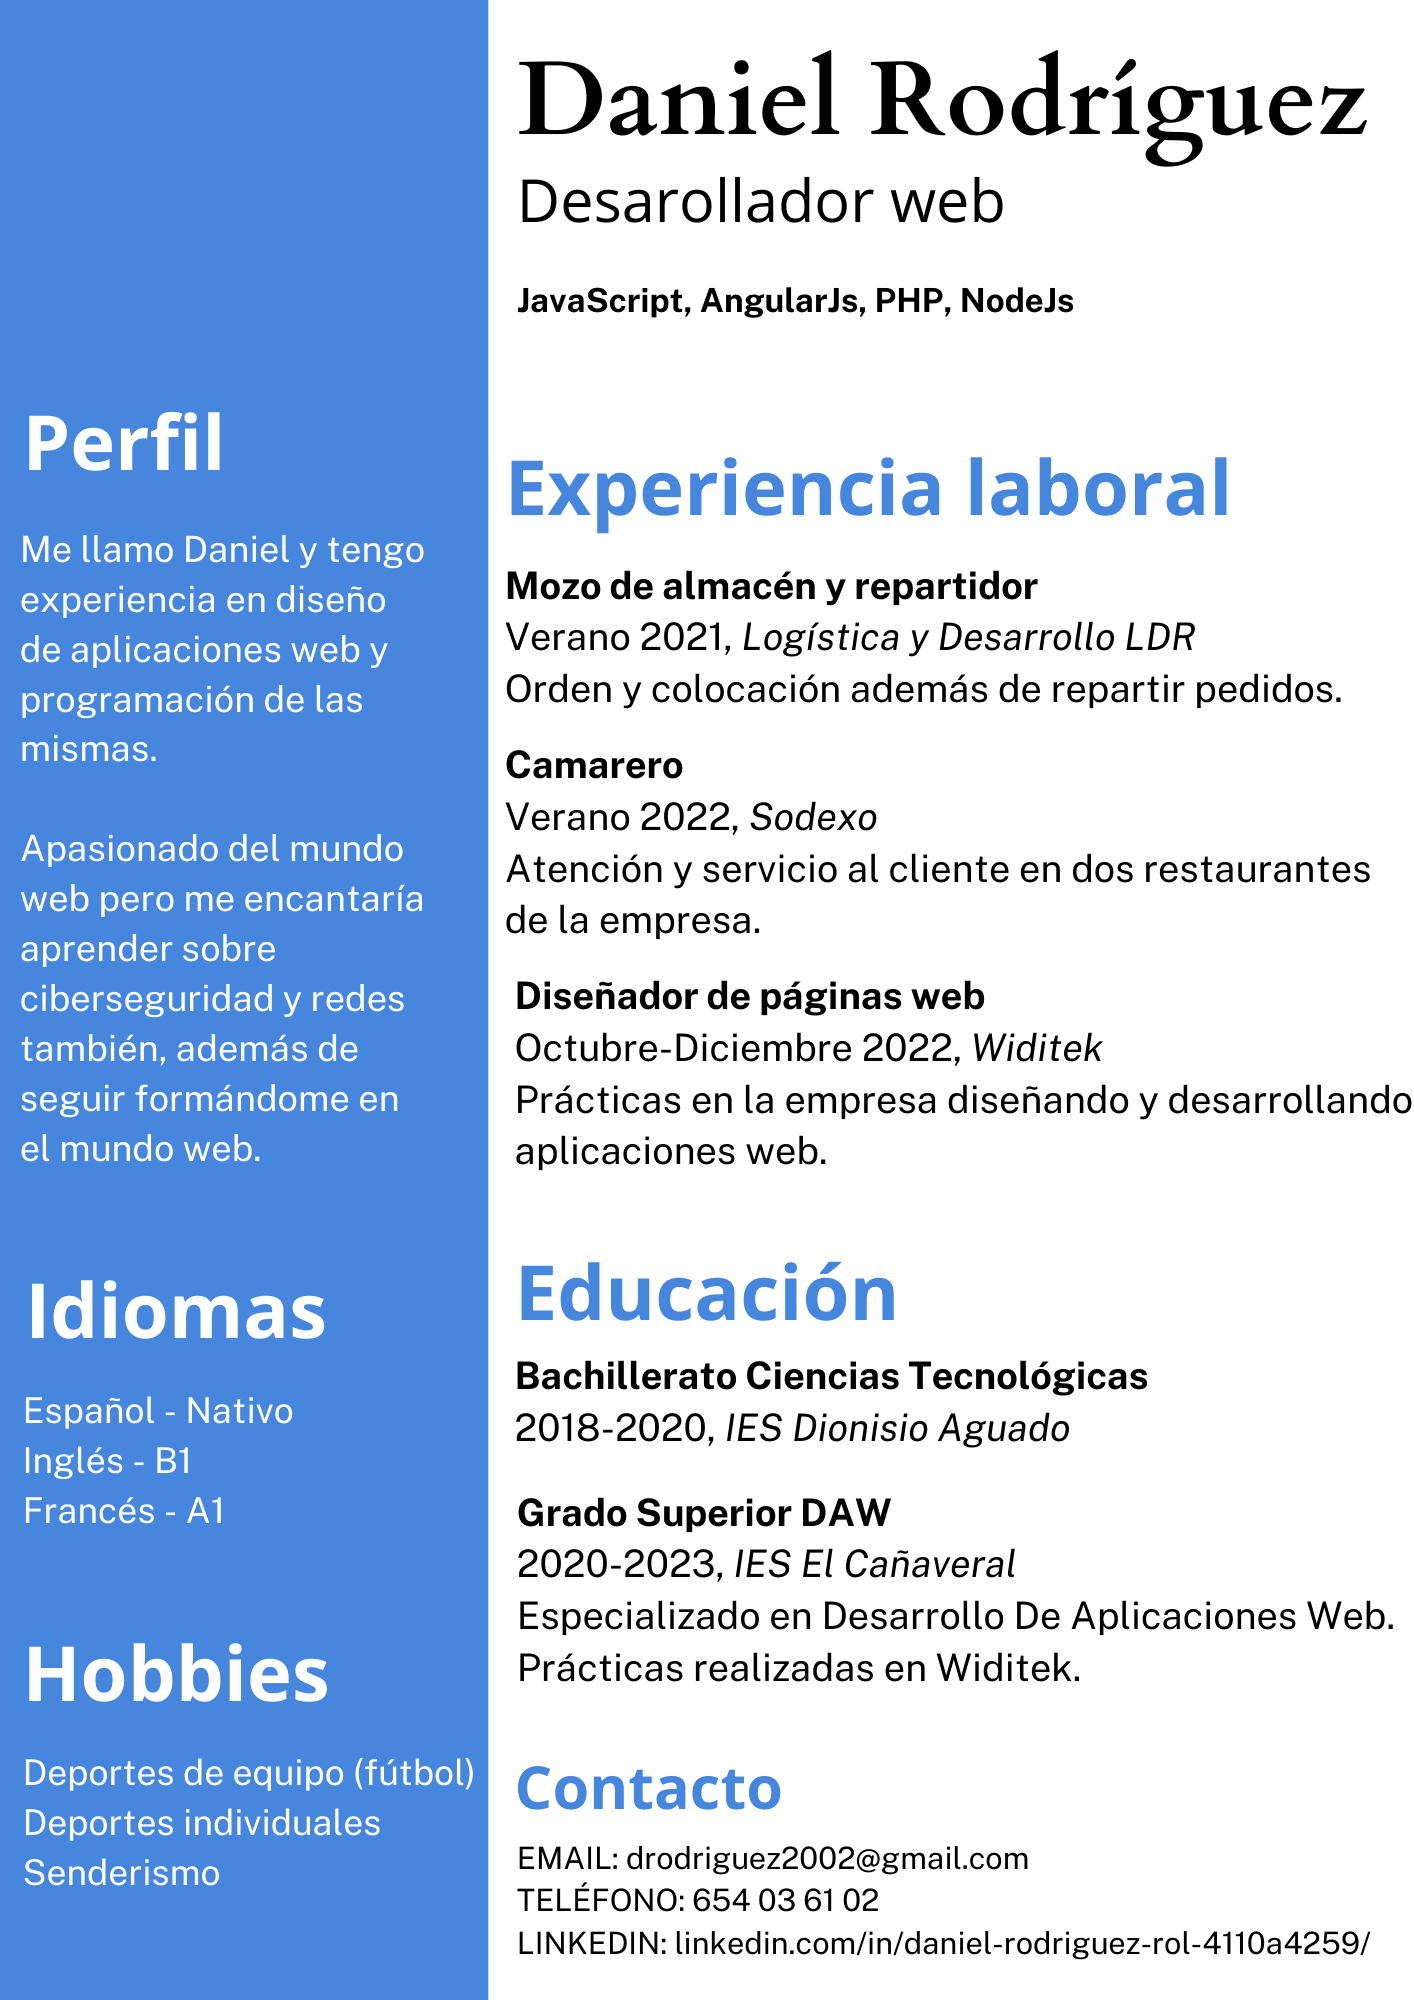 Daniel Rodríguez
Desarollador web
JavaScript, AngularJs, PHP, NodeJs
Perfil
Me llamo Daniel y tengo
experiencia en diseño
de aplicaciones web y
programación de las
mismas.
Apasionado del mundo
web pero me encantaría
aprender sobre
ciberseguridad y redes
también, además de
seguir formándome en
el mundo web.
Idiomas
Español - Nativo
Inglés - B1
Francés - A1
Hobbies
Deportes de equipo (fútbol)
Deportes individuales
Senderismo
Experiencia laboral
Mozo de almacén y repartidor
Verano 2021, Logística y Desarrollo LDR
Orden y colocación además de repartir pedidos.
Camarero
Verano 2022, Sodexo
Atención y servicio al cliente en dos restaurantes
de la empresa.
Diseñador de páginas web
Octubre-Diciembre 2022, Widitek
Prácticas en la empresa diseñando y desarrollando
aplicaciones web.
Educación
Bachillerato Ciencias Tecnológicas
2018-2020, IES Dionisio Aguado
Grado Superior DAW
2020-2023, IES El Cañaveral
Especializado en Desarrollo De Aplicaciones Web.
Prácticas realizadas en Widitek.
Contacto
EMAIL: drodriguez2002@gmail.com
TELÉFONO: 654 03 61 02
LINKEDIN: linkedin.com/in/daniel-rodriguez-rol-4110a4259/